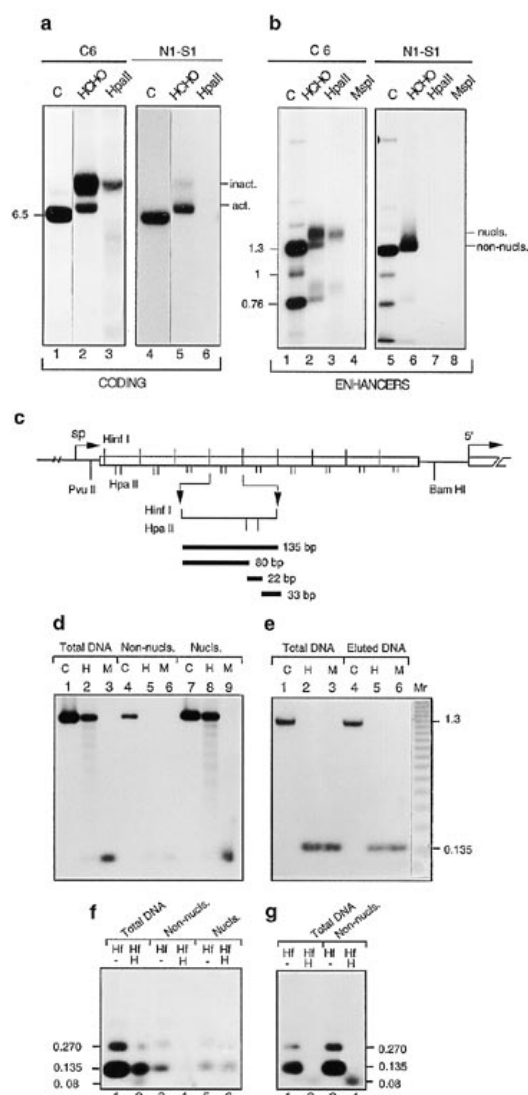 a b
C6 N1-S1 C 6 N1-S1
C HCHO HpaII C HCHO HpaII C HCHO HpaII MspI C HCHO HpaII MspI
inact.
act.
6.5
nucls.
non-nucls.
1.3
1
0.76
1 2 3 4 5 6 1 2 3 4 5 6 7 8
CODING ENHANCERS
c
sp Hinf I 5'
Pvu II Hpa II Bam HI
Hinf I
Hpa II
135 bp
80 bp
22 bp
33 bp
d e
Total DNA Non-nucls. Nucls. Total DNA Eluted DNA
C H M C H M C H M C H M C H M
1 2 3 4 5 6 7 8 9 1 2 3 4 5 6 Mr
1.3
0.135
f g
Total DNA Non-nucls. Nucls. Total DNA Non-nucls.
Hf Hf Hf Hf Hf Hf Hf Hf Hf Hf
- H - H - H - H - H
0.270 0.270
0.135 0.135
0.08 0.08